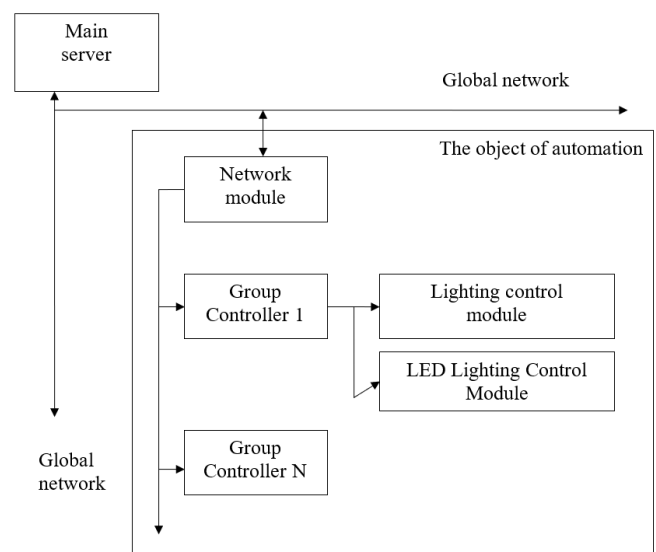 Main
server
Global network
The object of automation
Network
module
Group
Controller 1
Lighting control
module
LED Lighting Control
Module
Global
network
Group
Controller N